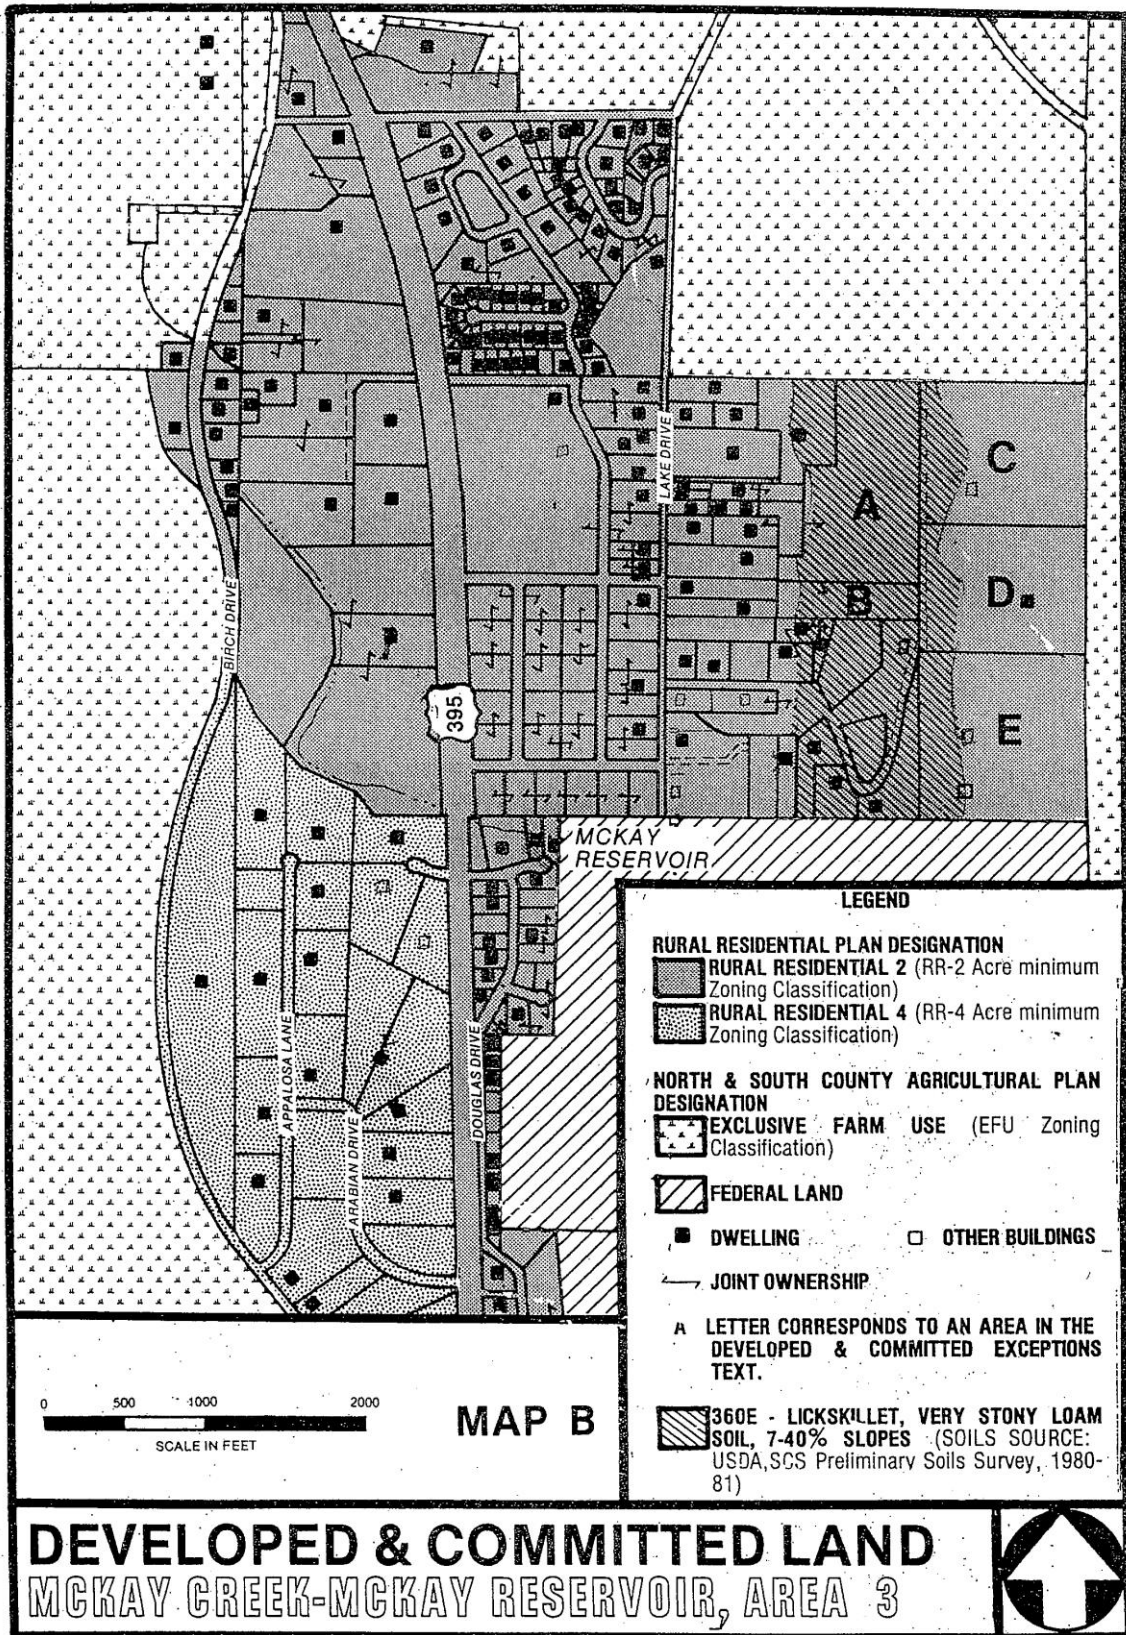 LAKE DRIVE
C
A
B
D
E
BIRCH DRIVE
395
MCKAY
RESERVOIR
APPALOSA LANE
ARABIAN DRIVE
DOUGLAS DRIVE
LEGEND
RURAL RESIDENTIAL PLAN DESIGNATION
RURAL RESIDENTIAL 2 (RR-2 Acre minimum
Zoning Classification)
RURAL RESIDENTIAL 4 (RR-4 Acre minimum
Zoning Classification)
NORTH & SOUTH COUNTY AGRICULTURAL PLAN
DESIGNATION
EXCLUSIVE FARM USE (EFU Zoning
Classification)
FEDERAL LAND
DWELLING
OTHER BUILDINGS
JOINT OWNERSHIP
A LETTER CORRESPONDS TO AN AREA IN THE
DEVELOPED & COMMITTED EXCEPTIONS
TEXT.
360E - LICKSKILLET, VERY STONY LOAM
SOIL, 7-40% SLOPES (SOILS SOURCE:
USDA,SCS Preliminary Soils Survey, 1980-
81)
0 500 1000 2000
SCALE IN FEET
MAP B
DEVELOPED & COMMITTED LAND
MCKAY CREEK-MCKAY RESERVOIR, AREA 3